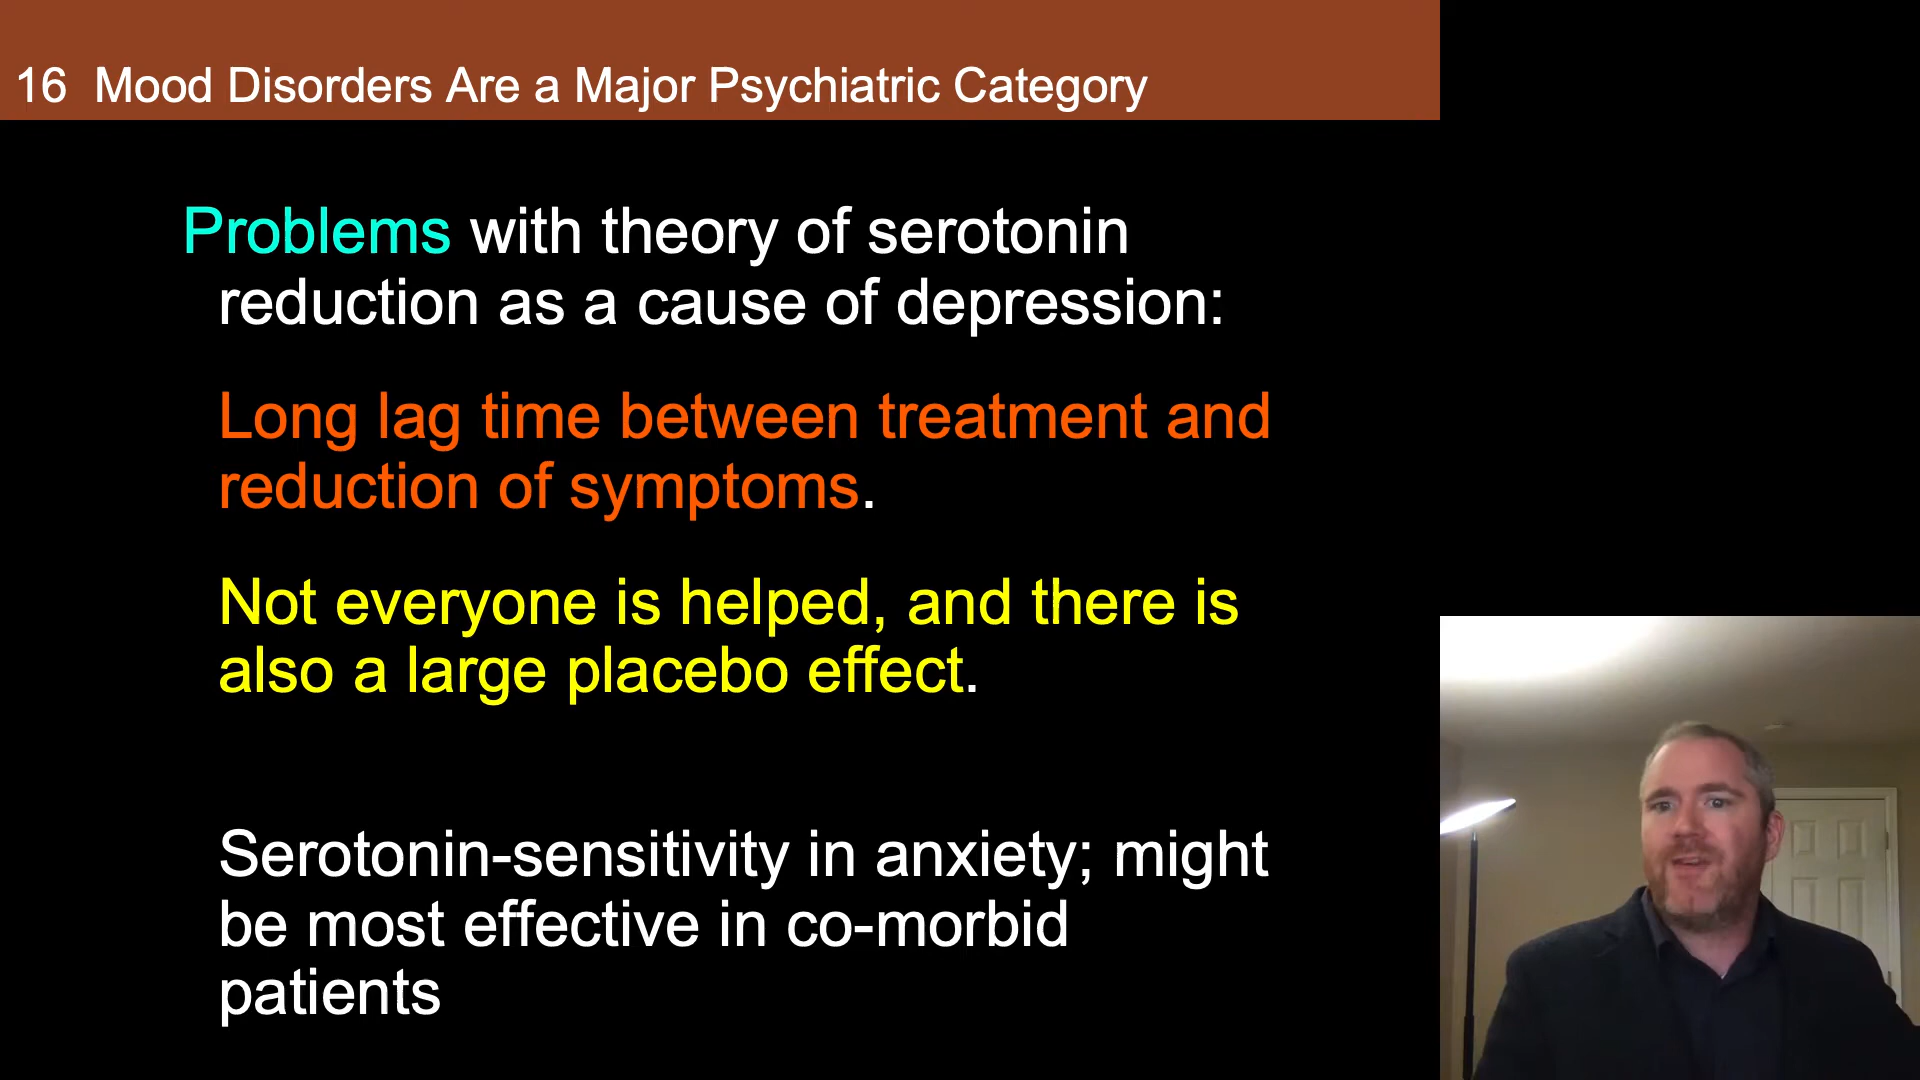 16 Mood Disorders Are a Major Psychiatric Category
Problems with theory of serotonin
reduction as a cause of depression:
Long lag time between treatment and
reduction of symptoms.
Not everyone is helped, and there is
also a large placebo effect.
Serotonin-sensitivity in anxiety; might
be most effective in co-morbid
patients